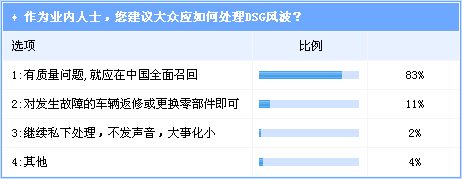 作为业内人士，您建议大众应如何处理DSG风波？
选项 比例
1:有质量问题,就应在中国全面召回 83%
2:对发生故障的车辆返修或更换零部件即可 11%
3:继续私下处理，不发声音，大事化小 2%
4:其他 4%